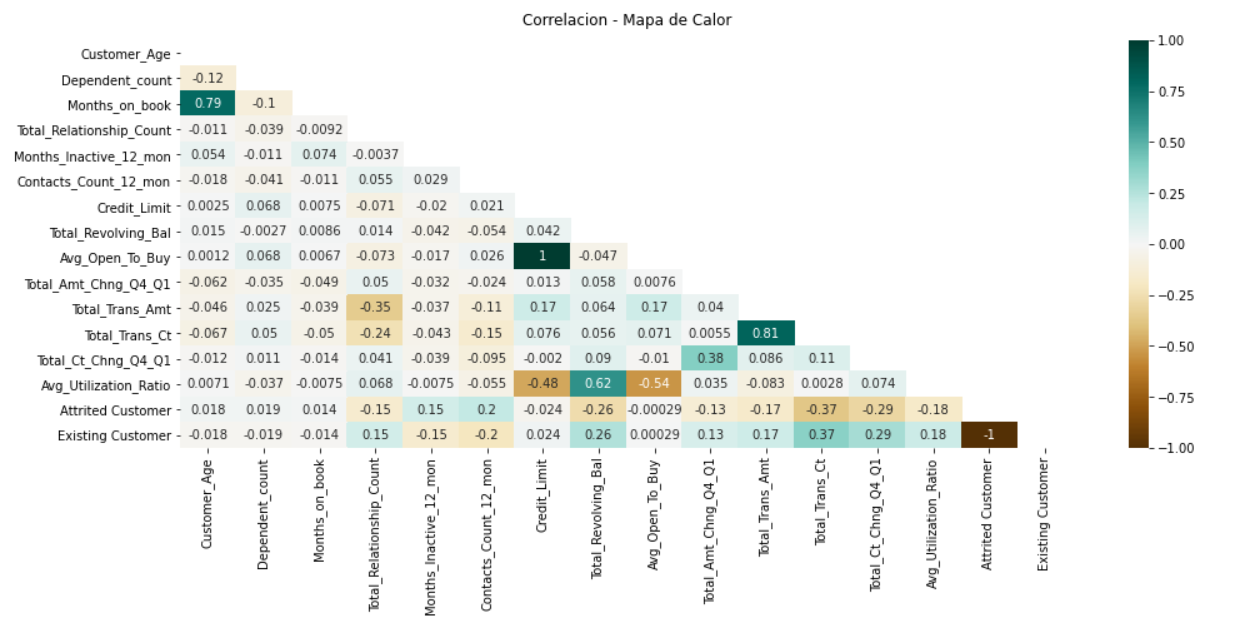 Correlacion - Mapa de Calor
Customer_Age
Dependent_count -0.12
Months_on_book 0.79 -0.1
Total_Relationship_Count -0.011 -0.039 -0.0092
Months_Inactive_12_mon 0.054 -0.011 0.074 -0.0037
Contacts_Count_12_mon -0.018 -0.041 -0.011 0.055 0.029
Credit_Limit 0.0025 0.068 0.0075 -0.071 -0.02 0.021
Total_Revolving_Bal 0.015 -0.0027 0.0086 0.014 -0.042 -0.054 0.042
Avg_Open_To_Buy 0.0012 0.068 0.0067 -0.073 -0.017 0.026 1 -0.047
Total_Amt_Chng_Q4_Q1 -0.062 -0.035 -0.049 0.05 -0.032 -0.024 0.013 0.058 0.0076
Total_Trans_Amt -0.046 0.025 -0.039 -0.35 -0.037 -0.11 0.17 0.064 0.17 0.04
Total_Trans_Ct -0.067 0.05 -0.05 -0.24 -0.043 -0.15 0.076 0.056 0.071 0.0055 0.81
Total_Ct_Chng_Q4_Q1 -0.012 0.011 -0.014 0.041 -0.039 -0.095 -0.002 0.09 -0.01 0.38 0.086 0.11
Avg_Utilization_Ratio 0.0071 -0.037 -0.0075 0.068 -0.0075 -0.055 -0.48 0.62 -0.54 0.035 -0.083 0.0028 0.074
Attrited Customer 0.018 0.019 0.014 -0.15 0.15 0.2 -0.024 -0.26 -0.00029 -0.13 -0.17 -0.37 -0.29 -0.18
Existing Customer -0.018 -0.019 -0.014 0.15 -0.15 -0.2 0.024 0.26 0.00029 0.13 0.17 0.37 0.29 0.18 -1
Customer_Age
Dependent_count
Months_on_book
Total_Relationship_Count
Months_Inactive_12_mon
Contacts_Count_12_mon
Credit_Limit
Total_Revolving_Bal
Avg_Open_To_Buy
Total_Amt_Chng_Q4_Q1
Total_Trans_Amt
Total_Trans_Ct
Total_Ct_Chng_Q4_Q1
Avg_Utilization_Ratio
Attrited Customer
Existing Customer
1.00
0.75
0.50
0.25
0.00
−0.25
−0.50
−0.75
−1.00